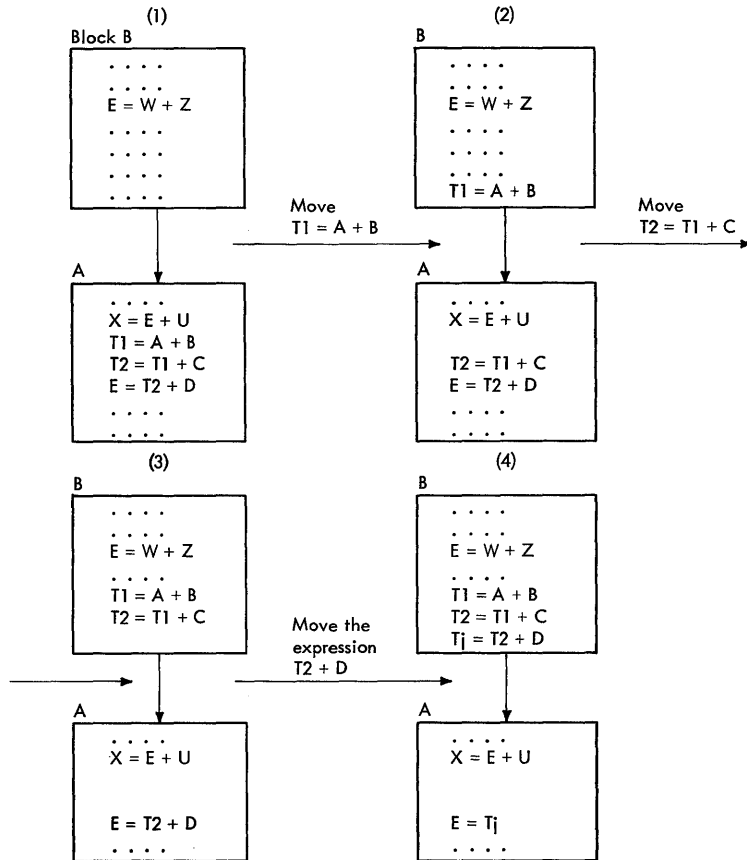 (1)
Block B
. . . .
. . . .
E = W + Z
. . . .
. . . .
. . . .
. . . .
A
. . . .
X = E + U
T1 = A + B
T2 = T1 + C
E = T2 + D
. . . .
. . . .
Move
T1 = A + B
(2)
B
. . . .
. . . .
E = W + Z
. . . .
. . . .
. . . .
T1 = A + B
A
. . . .
X = E + U
T2 = T1 + C
E = T2 + D
. . . .
. . . .
Move
T2 = T1 + C
(3)
B
. . . .
. . . .
E = W + Z
. . . .
T1 = A + B
T2 = T1 + C
A
. . . .
X = E + U
E = T2 + D
. . . .
Move the
expression
T2 + D
(4)
B
. . . .
. . . .
E = W + Z
. . . .
T1 = A + B
T2 = T1 + C
Tj = T2 + D
A
. . . .
X = E + U
E = Tj
. . . .